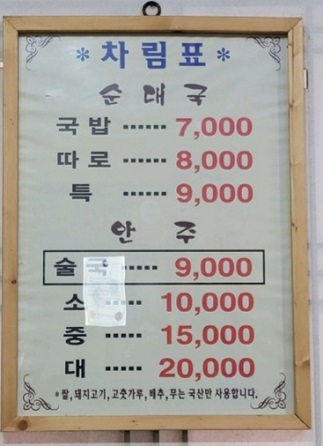 *차림표*
순대국
국밥 ······ 7,000
따로 ······ 8,000
특 ······ 9,000
안주
술국 ······ 9,000
소 ······ 10,000
중 ······ 15,000
대 ······ 20,000
*쌀, 돼지고기, 고춧가루, 배추, 무는 국산만 사용합니다.